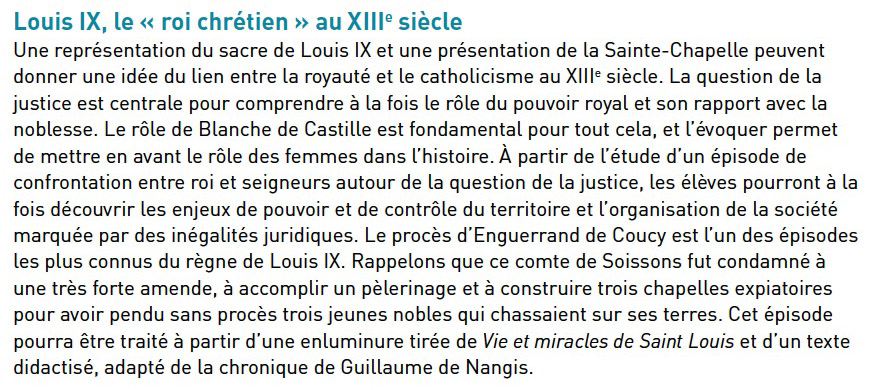 Louis IX, le « roi chrétien » au XIIIe siècle
Une représentation du sacre de Louis IX et une présentation de la Sainte-Chapelle peuvent
donner une idée du lien entre la royauté et le catholicisme au XIIIe siècle. La question de la
justice est centrale pour comprendre à la fois le rôle du pouvoir royal et son rapport avec la
noblesse. Le rôle de Blanche de Castille est fondamental pour tout cela, et l’évoquer permet
de mettre en avant le rôle des femmes dans l’histoire. À partir de l’étude d’un épisode de
confrontation entre roi et seigneurs autour de la question de la justice, les élèves pourront à la
fois découvrir les enjeux de pouvoir et de contrôle du territoire et l’organisation de la société
marquée par des inégalités juridiques. Le procès d’Enguerrand de Coucy est l’un des épisodes
les plus connus du règne de Louis IX. Rappelons que ce comte de Soissons fut condamné à
une très forte amende, à accomplir un pèlerinage et à construire trois chapelles expiatoires
pour avoir pendu sans procès trois jeunes nobles qui chassaient sur ses terres. Cet épisode
pourra être traité à partir d’une enluminure tirée de Vie et miracles de Saint Louis et d’un texte
didactisé, adapté de la chronique de Guillaume de Nangis.